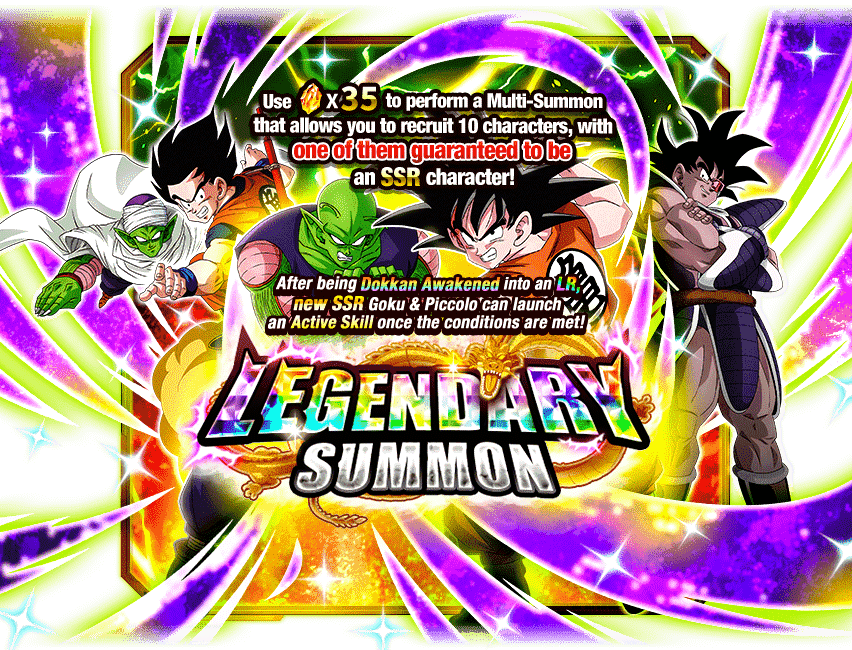 Use x35 to perform a Multi-Summon
that allows you to recruit 10 characters, with
one of them guaranteed to be
an SSR character!
After being Dokkan Awakened into an LR,
new SSR Goku & Piccolo can launch
an Active Skill once the conditions are met!
LEGENDARY
SUMMON